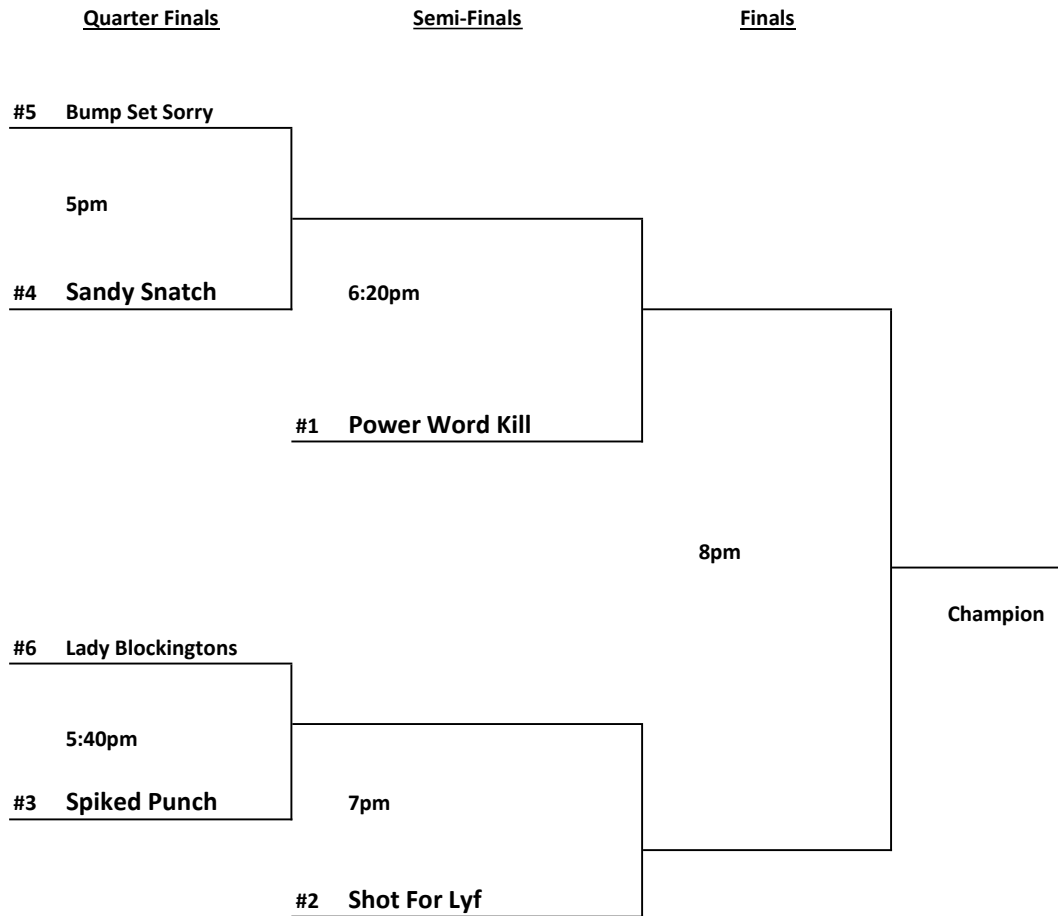 Quarter Finals Semi-Finals Finals
#5 Bump Set Sorry
5pm
#4 Sandy Snatch 6:20pm
#1 Power Word Kill
8pm
Champion
#6 Lady Blockingtons
5:40pm
#3 Spiked Punch 7pm
#2 Shot For Lyf